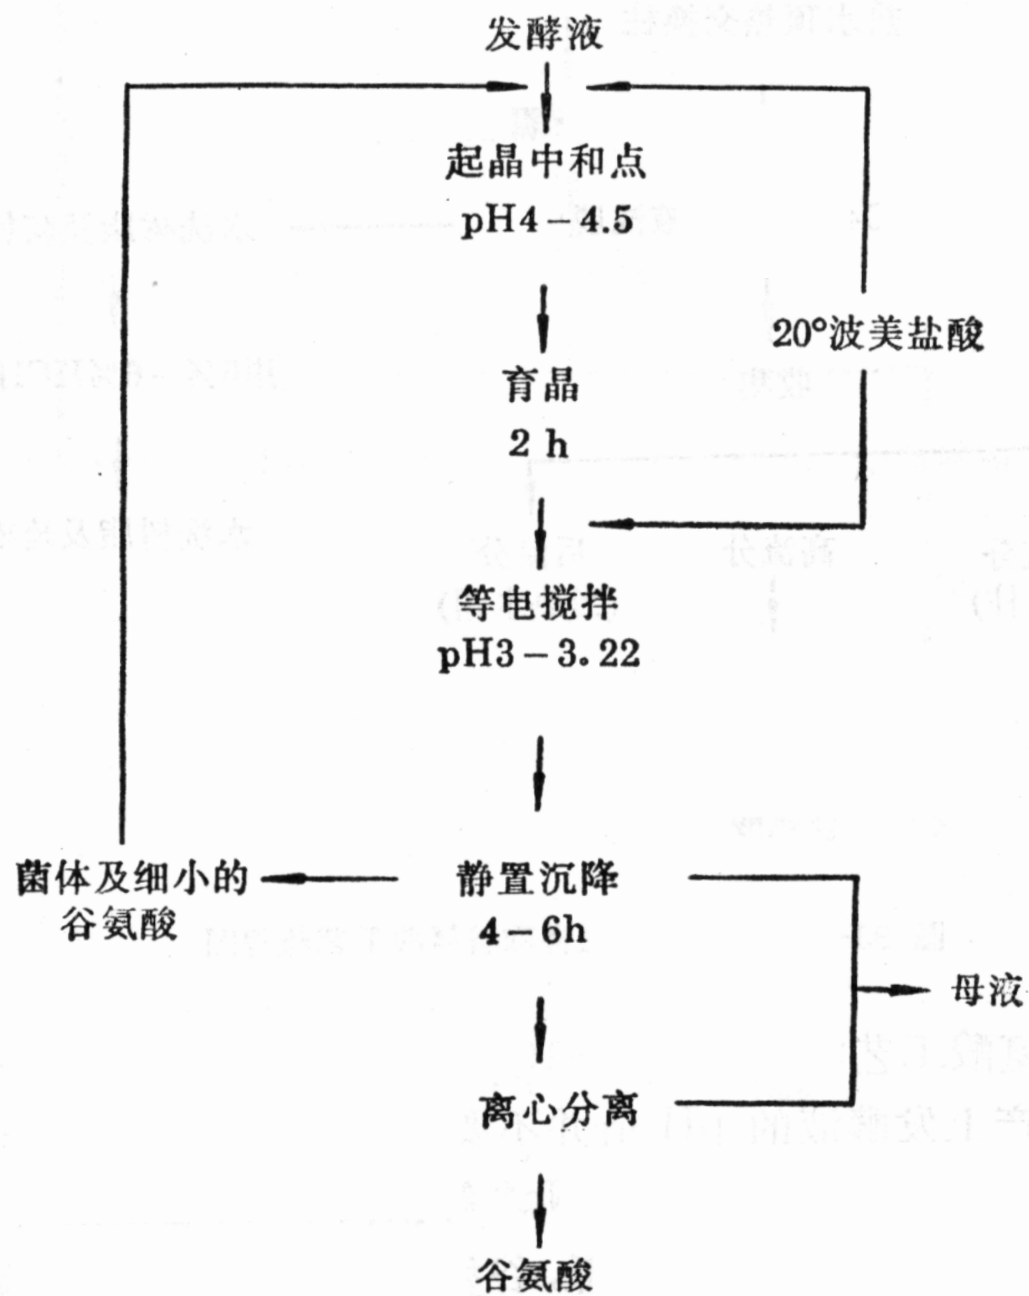 发酵液
起晶中和点
pH4－4.5
20°波美盐酸
育晶
2 h
等电搅拌
pH3－3.22
菌体及细小的
谷氨酸
静置沉降
4－6h
母液
离心分离
谷氨酸